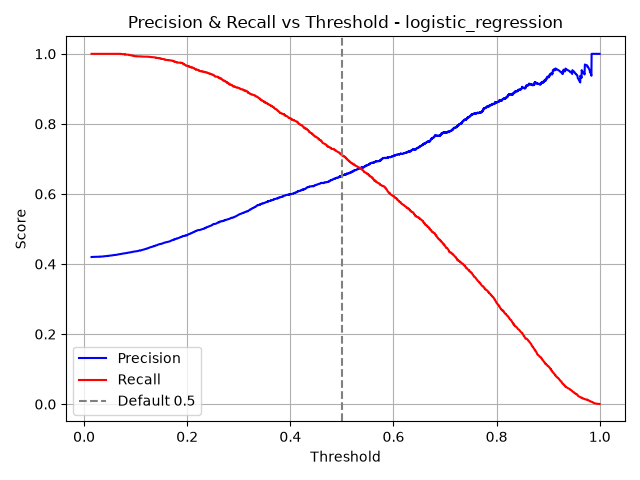 Precision & Recall vs Threshold - logistic_regression
Score
1.0
0.8
0.6
0.4
0.2
0.0
Precision
Recall
Default 0.5
0.0 0.2 0.4 0.6 0.8 1.0
Threshold